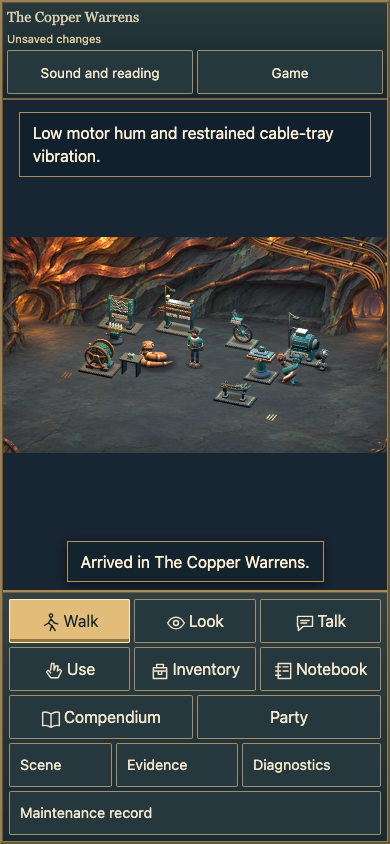 The Copper Warrens
Unsaved changes
Sound and reading
Game
Low motor hum and restrained cable-tray
vibration.
Arrived in The Copper Warrens.
Walk
Look
Talk
Use
Inventory
Notebook
Compendium
Party
Scene
Evidence
Diagnostics
Maintenance record